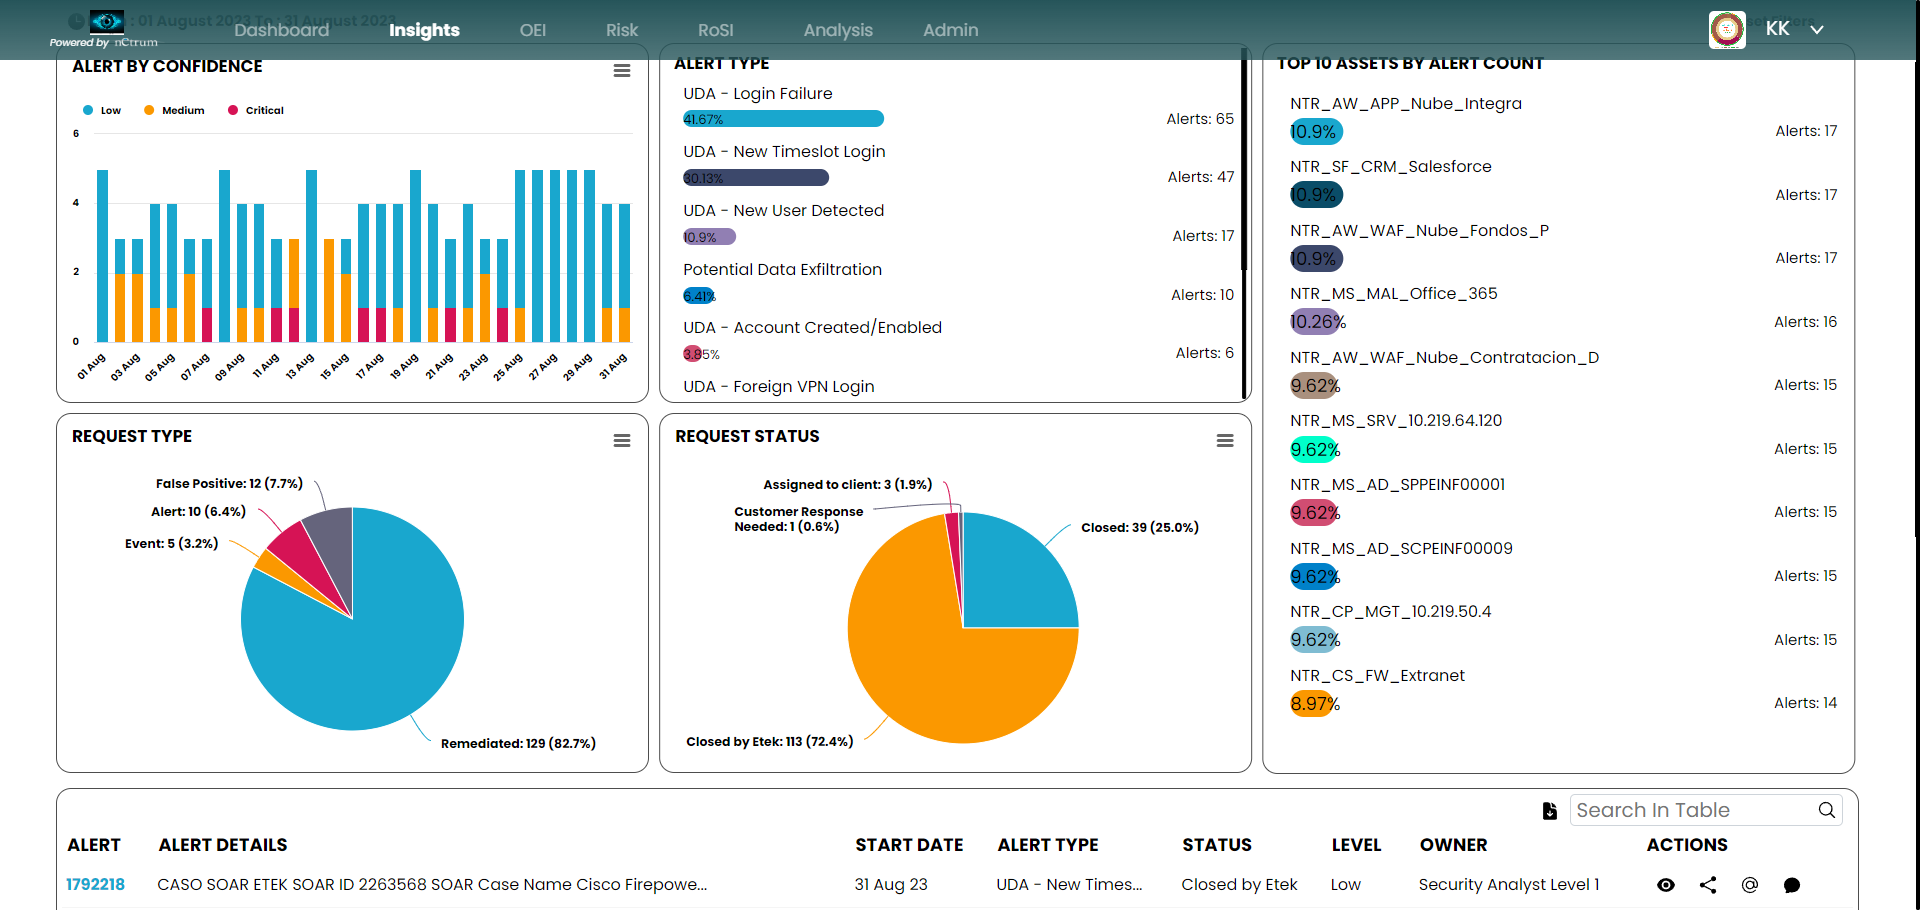 : 01 August 2023 To : 31 August 2023
Powered by nCtrum
Dashboard
Insights
OEI
Risk
RoSI
Analysis
Admin
KK
ALERT BY CONFIDENCE
Low
Medium
Critical
6
4
2
0
01 Aug
03 Aug
05 Aug
07 Aug
09 Aug
11 Aug
13 Aug
15 Aug
17 Aug
19 Aug
21 Aug
23 Aug
25 Aug
27 Aug
29 Aug
31 Aug
ALERT TYPE
UDA - Login Failure
41.67%
Alerts: 65
UDA - New Timeslot Login
30.13%
Alerts: 47
UDA - New User Detected
10.9%
Alerts: 17
Potential Data Exfiltration
6.41%
Alerts: 10
UDA - Account Created/Enabled
3.85%
Alerts: 6
UDA - Foreign VPN Login
TOP 10 ASSETS BY ALERT COUNT
NTR_AW_APP_Nube_Integra
10.9%
Alerts: 17
NTR_SF_CRM_Salesforce
10.9%
Alerts: 17
NTR_AW_WAF_Nube_Fondos_P
10.9%
Alerts: 17
NTR_MS_MAL_Office_365
10.26%
Alerts: 16
NTR_AW_WAF_Nube_Contratacion_D
9.62%
Alerts: 15
NTR_MS_SRV_10.219.64.120
9.62%
Alerts: 15
NTR_MS_AD_SPPEINF00001
9.62%
Alerts: 15
NTR_MS_AD_SCPEINF00009
9.62%
Alerts: 15
NTR_CP_MGT_10.219.50.4
9.62%
Alerts: 15
NTR_CS_FW_Extranet
8.97%
Alerts: 14
REQUEST TYPE
False Positive: 12 (7.7%)
Alert: 10 (6.4%)
Event: 5 (3.2%)
Remediated: 129 (82.7%)
REQUEST STATUS
Assigned to client: 3 (1.9%)
Customer Response
Needed: 1 (0.6%)
Closed: 39 (25.0%)
Closed by Etek: 113 (72.4%)
Search In Table
ALERT
ALERT DETAILS
START DATE
ALERT TYPE
STATUS
LEVEL
OWNER
ACTIONS
1792218
CASO SOAR ETEK SOAR ID 2263568 SOAR Case Name Cisco Firepowe...
31 Aug 23
UDA - New Times...
Closed by Etek
Low
Security Analyst Level 1